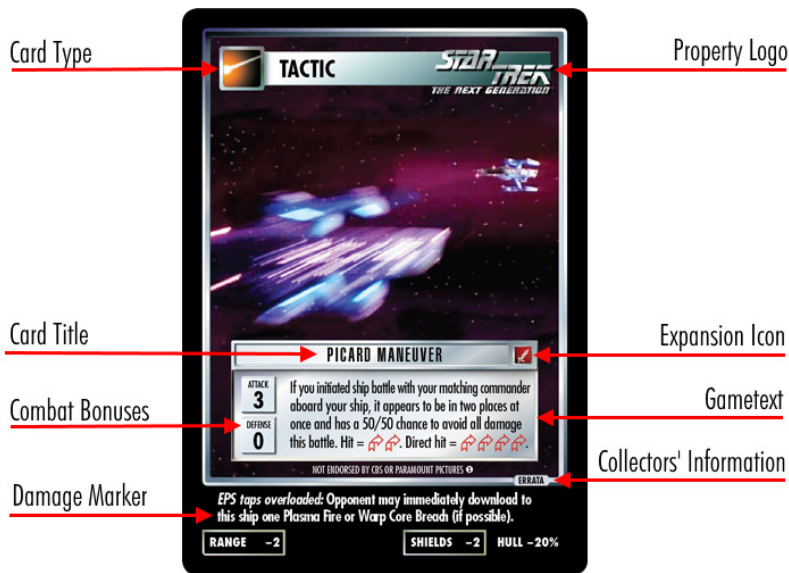 Card Type
Property Logo
TACTIC
STAR TREK
THE NEXT GENERATION
Card Title
PICARD MANEUVER
Expansion Icon
ATTACK
3
DEFENSE
0
If you initiated ship battle with your matching commander
aboard your ship, it appears to be in two places at
once and has a 50/50 chance to avoid all damage
this battle. Hit = . Direct hit = .
Combat Bonuses
Gametext
NOT ENDORSED BY CBS OR PARAMOUNT PICTURES
ERRATA
Collectors' Information
Damage Marker
EPS taps overloaded: Opponent may immediately download to
this ship one Plasma Fire or Warp Core Breach (if possible).
RANGE -2
SHIELDS -2 HULL -20%